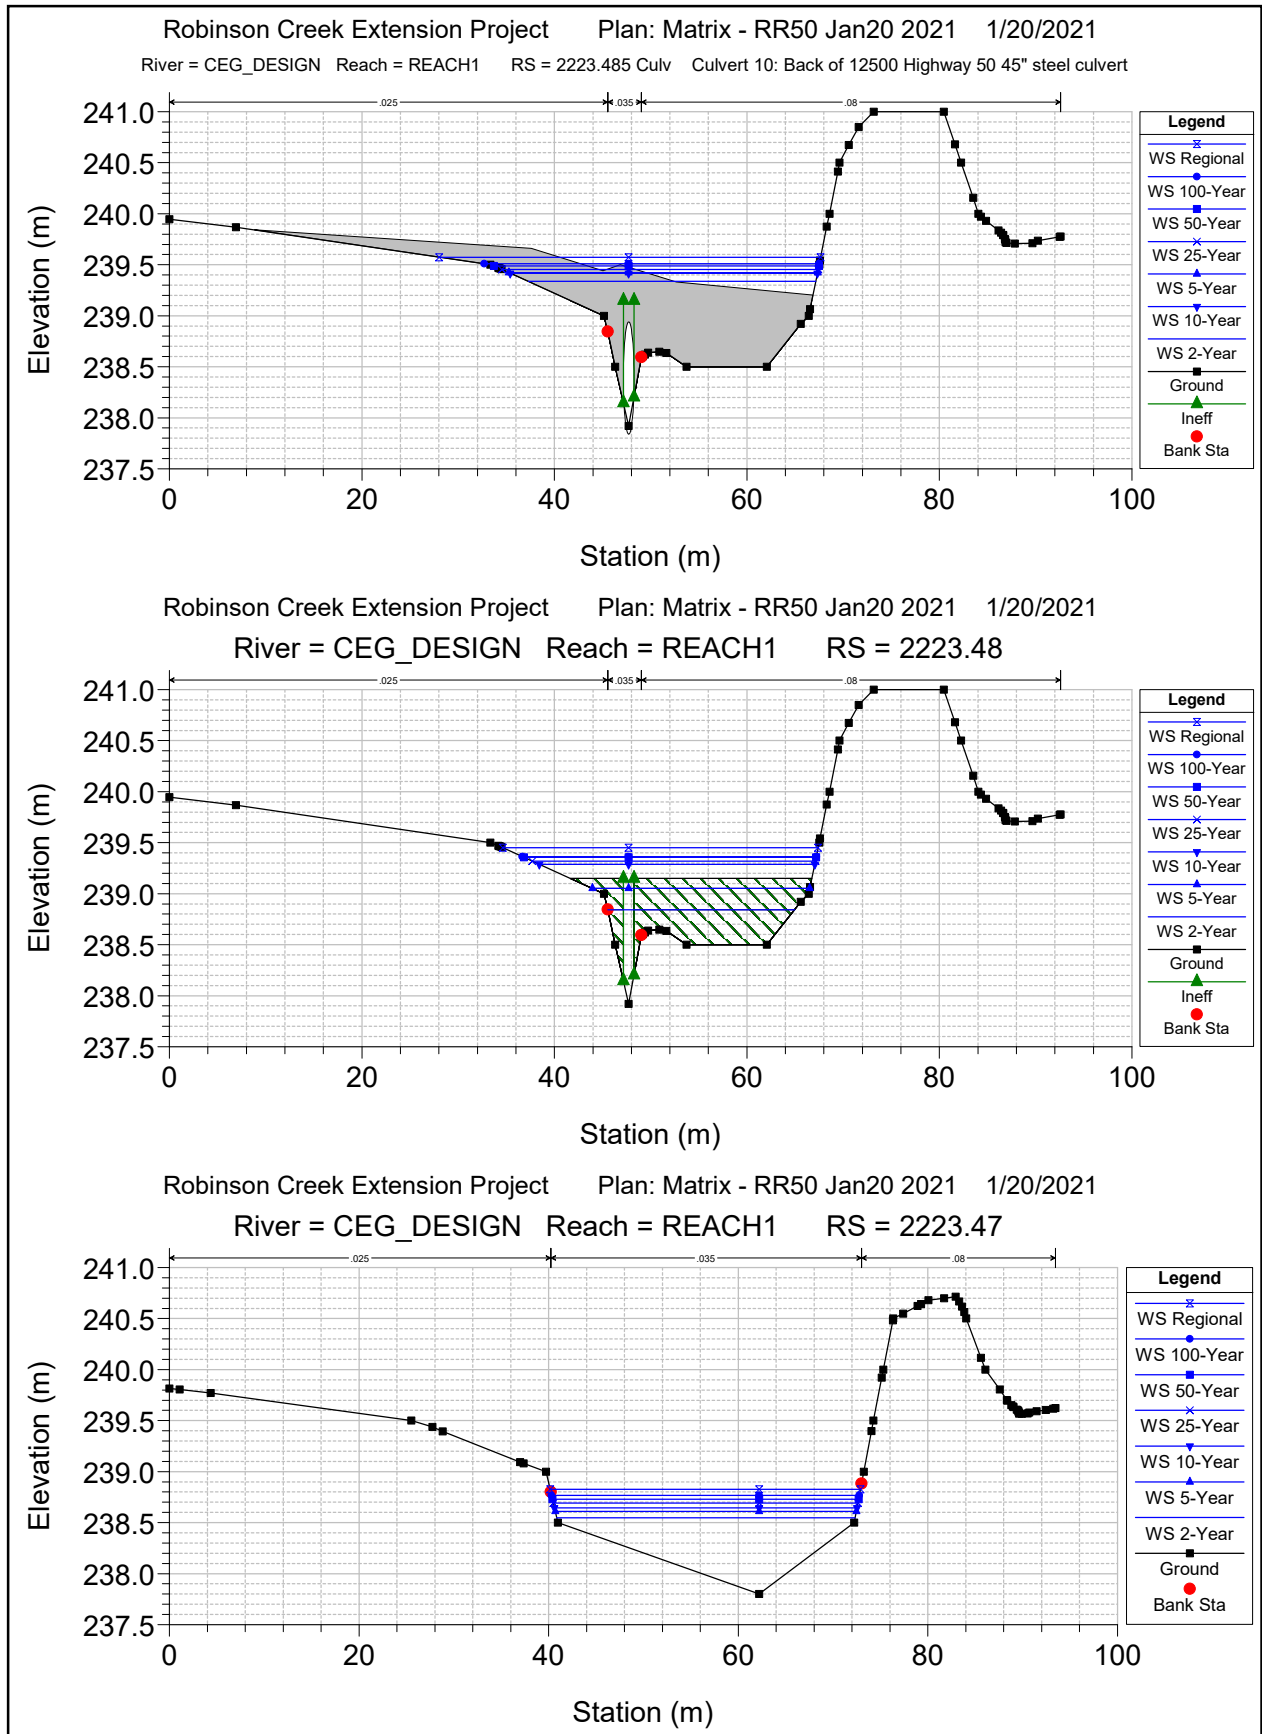 Robinson Creek Extension Project Plan: Matrix - RR50 Jan20 2021 1/20/2021
River = CEG_DESIGN Reach = REACH1 RS = 2223.485 Culv Culvert 10: Back of 12500 Highway 50 45" steel culvert
.025 .035 .08
241.0
240.5
240.0
239.5
239.0
238.5
238.0
237.5
Elevation (m)
0 20 40 60 80 100
Station (m)
Legend
WS Regional
WS 100-Year
WS 50-Year
WS 25-Year
WS 5-Year
WS 10-Year
WS 2-Year
Ground
Ineff
Bank Sta
Robinson Creek Extension Project Plan: Matrix - RR50 Jan20 2021 1/20/2021
River = CEG_DESIGN Reach = REACH1 RS = 2223.48
.025 .035 .08
241.0
240.5
240.0
239.5
239.0
238.5
238.0
237.5
Elevation (m)
0 20 40 60 80 100
Station (m)
Legend
WS Regional
WS 100-Year
WS 50-Year
WS 25-Year
WS 10-Year
WS 5-Year
WS 2-Year
Ground
Ineff
Bank Sta
Robinson Creek Extension Project Plan: Matrix - RR50 Jan20 2021 1/20/2021
River = CEG_DESIGN Reach = REACH1 RS = 2223.47
.025 .035 .08
241.0
240.5
240.0
239.5
239.0
238.5
238.0
237.5
Elevation (m)
0 20 40 60 80 100
Station (m)
Legend
WS Regional
WS 100-Year
WS 50-Year
WS 25-Year
WS 10-Year
WS 5-Year
WS 2-Year
Ground
Bank Sta